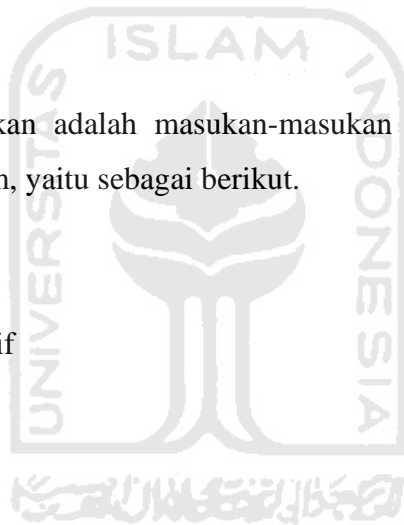 ISLAM
UNIVERSITAS
INDONESIA
kan adalah masukan-masukan
n, yaitu sebagai berikut.
if